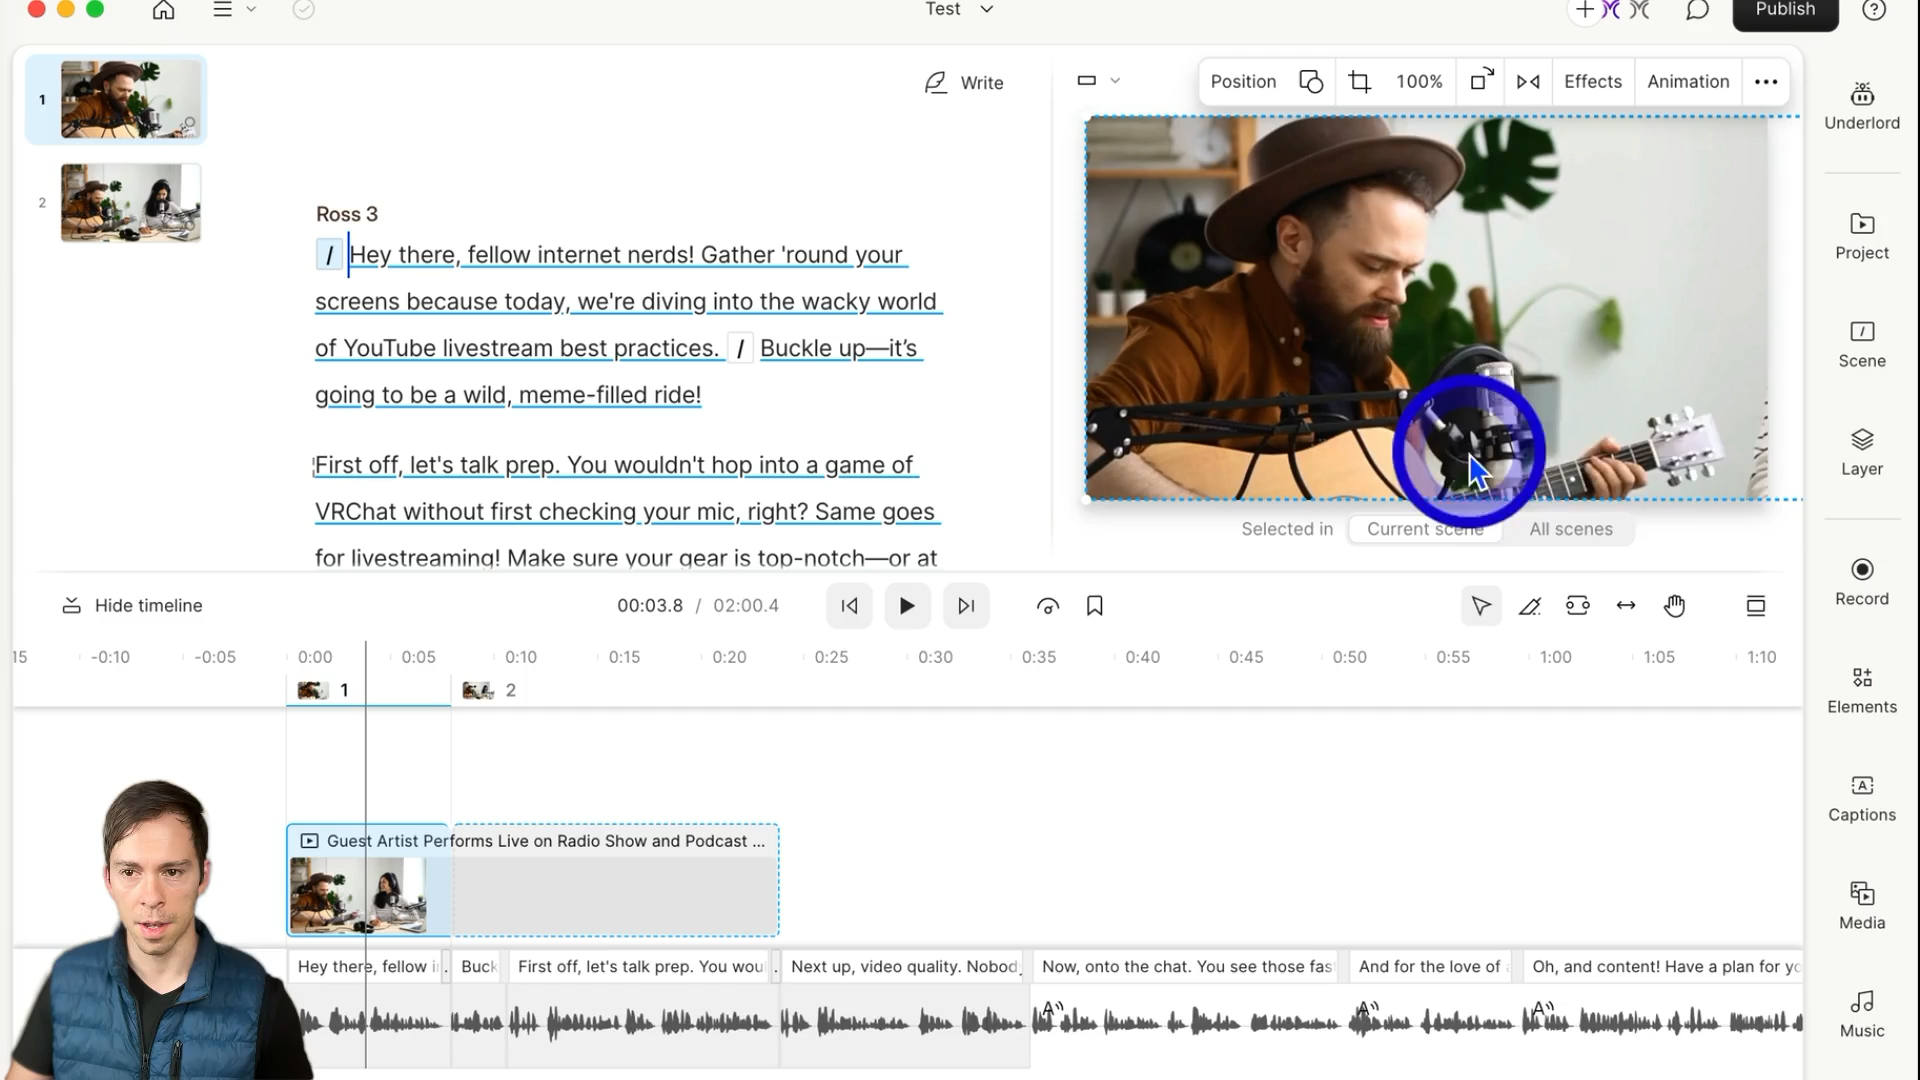 Test
Publish
1
2
Write
Position
100%
Effects
Animation
Underlord
Project
Scene
Layer
Record
Elements
Captions
Media
Music
Ross 3
/ Hey there, fellow internet nerds! Gather 'round your
screens because today, we're diving into the wacky world
of YouTube livestream best practices. / Buckle up—it's
going to be a wild, meme-filled ride!
First off, let's talk prep. You wouldn't hop into a game of
VRChat without first checking your mic, right? Same goes
for livestreaming! Make sure your gear is top-notch—or at
Selected in Current scene All scenes
Hide timeline
00:03.8 / 02:00.4
15 -0:10 -0:05 0:00 0:05 0:10 0:15 0:20 0:25 0:30 0:35 0:40 0:45 0:50 0:55 1:00 1:05 1:10
1 2
Guest Artist Performs Live on Radio Show and Podcast ...
Hey there, fellow i . Buck First off, let's talk prep. You wou . Next up, video quality. Nobod Now, onto the chat. You see those fas And for the love of Oh, and content! Have a plan for yo
A A A